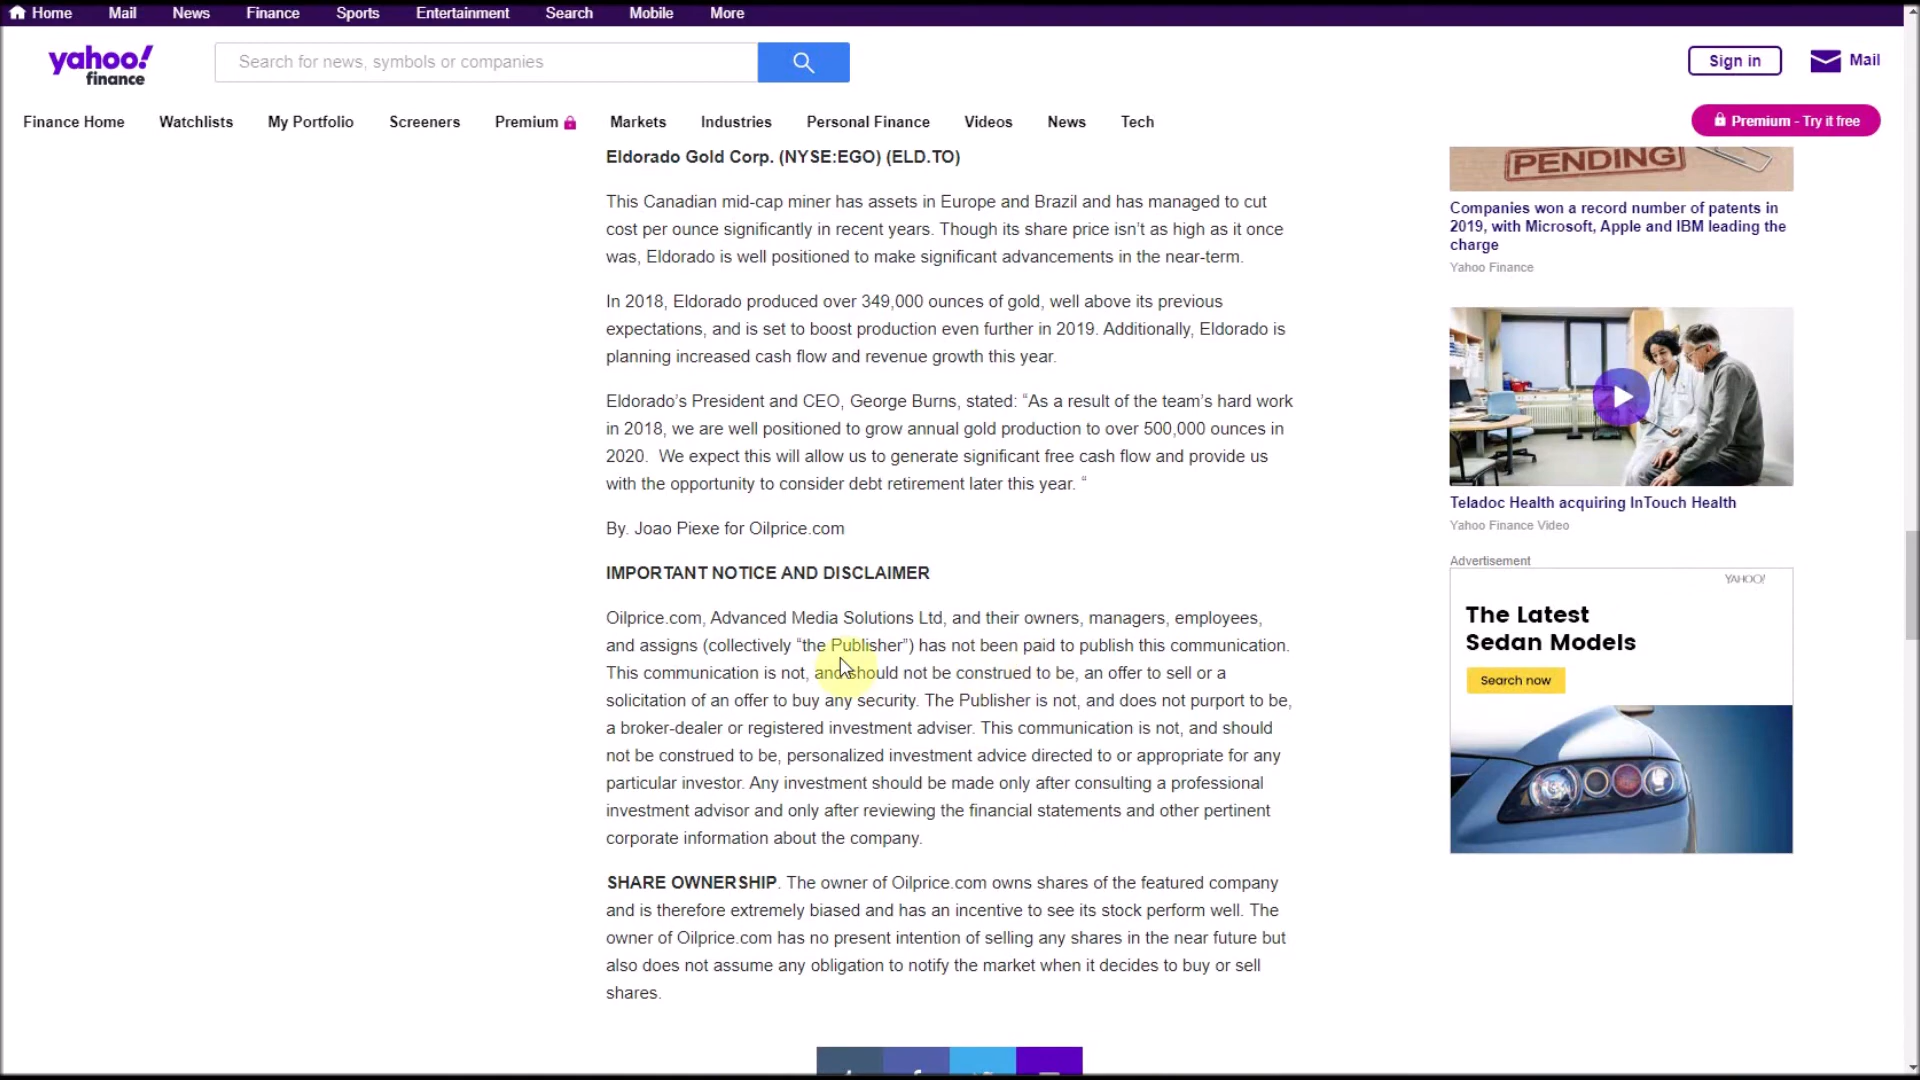 Home Mail News Finance Sports Entertainment Search Mobile More
yahoo!
finance
Search for news, symbols or companies
Sign in
Mail
Finance Home Watchlists My Portfolio Screeners Premium Markets Industries Personal Finance Videos News Tech
Premium - Try it free
Eldorado Gold Corp. (NYSE:EGO) (ELD.TO)
This Canadian mid-cap miner has assets in Europe and Brazil and has managed to cut
cost per ounce significantly in recent years. Though its share price isn’t as high as it once
was, Eldorado is well positioned to make significant advancements in the near-term.
In 2018, Eldorado produced over 349,000 ounces of gold, well above its previous
expectations, and is set to boost production even further in 2019. Additionally, Eldorado is
planning increased cash flow and revenue growth this year.
Eldorado’s President and CEO, George Burns, stated: “As a result of the team’s hard work
in 2018, we are well positioned to grow annual gold production to over 500,000 ounces in
2020.  We expect this will allow us to generate significant free cash flow and provide us
with the opportunity to consider debt retirement later this year. “
By. Joao Piexe for Oilprice.com
IMPORTANT NOTICE AND DISCLAIMER
Oilprice.com, Advanced Media Solutions Ltd, and their owners, managers, employees,
and assigns (collectively “the Publisher”) has not been paid to publish this communication.
This communication is not, and should not be construed to be, an offer to sell or a
solicitation of an offer to buy any security. The Publisher is not, and does not purport to be,
a broker-dealer or registered investment adviser. This communication is not, and should
not be construed to be, personalized investment advice directed to or appropriate for any
particular investor. Any investment should be made only after consulting a professional
investment advisor and only after reviewing the financial statements and other pertinent
corporate information about the company.
SHARE OWNERSHIP. The owner of Oilprice.com owns shares of the featured company
and is therefore extremely biased and has an incentive to see its stock perform well. The
owner of Oilprice.com has no present intention of selling any shares in the near future but
also does not assume any obligation to notify the market when it decides to buy or sell
shares.
PENDING
Companies won a record number of patents in
2019, with Microsoft, Apple and IBM leading the
charge
Yahoo Finance
Teladoc Health acquiring InTouch Health
Yahoo Finance Video
Advertisement
YAHOO!
The Latest
Sedan Models
Search now